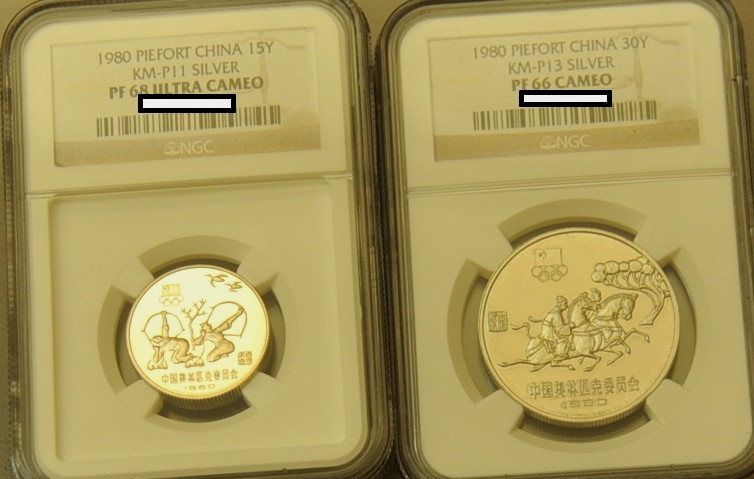 1980 PIEFORT CHINA 15Y
KM-P11 SILVER
PF 68 ULTRA CAMEO
NGC
中国奥林匹克委员会
1980
1980 PIEFORT CHINA 30Y
KM-P13 SILVER
PF 66 CAMEO
NGC
中国奥林匹克委员会
1980